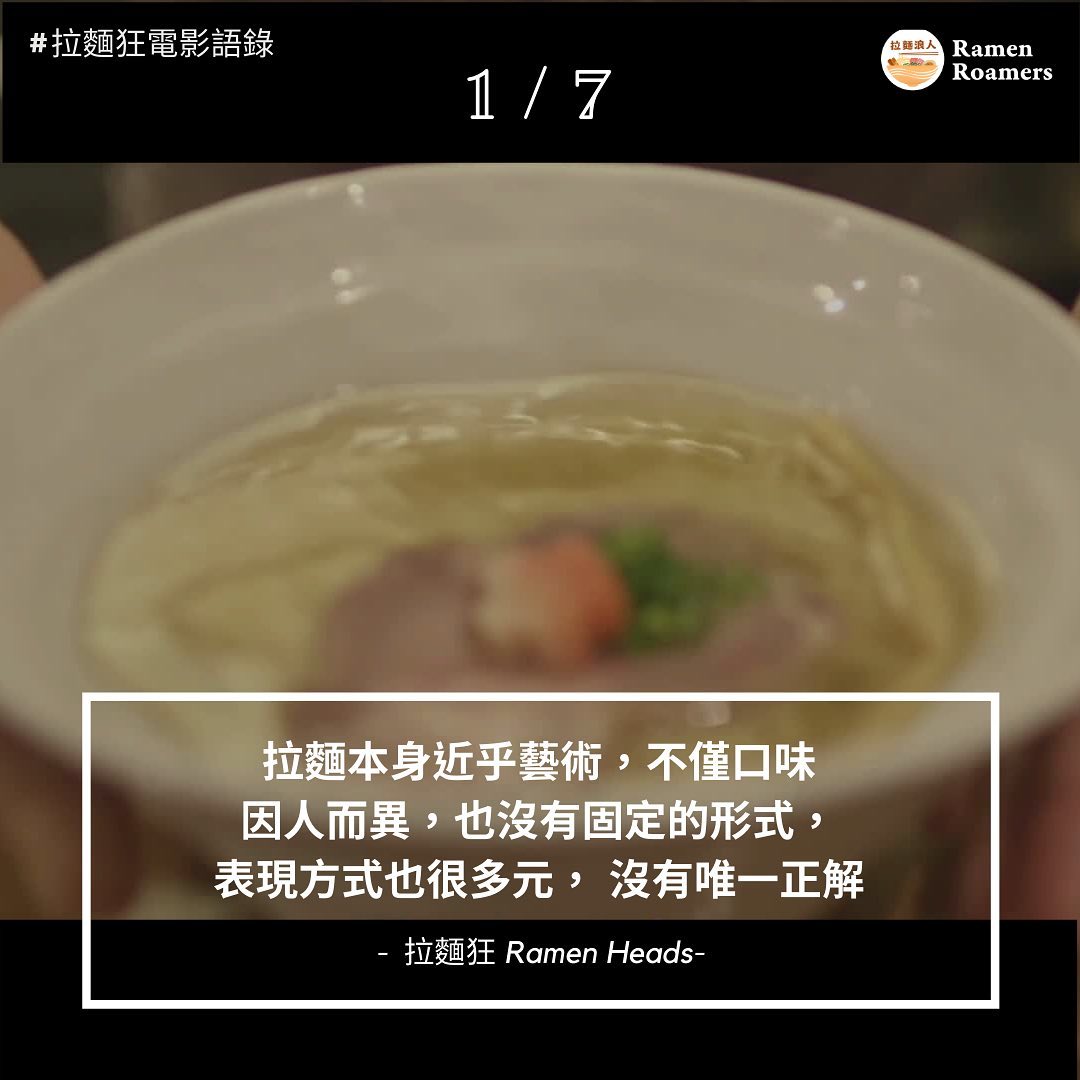 #拉麵狂電影語錄
1 / 7
拉麵浪人
Ramen
Roamers
拉麵本身近乎藝術，不僅口味
因人而異，也沒有固定的形式，
表現方式也很多元， 沒有唯一正解
- 拉麵狂 Ramen Heads-